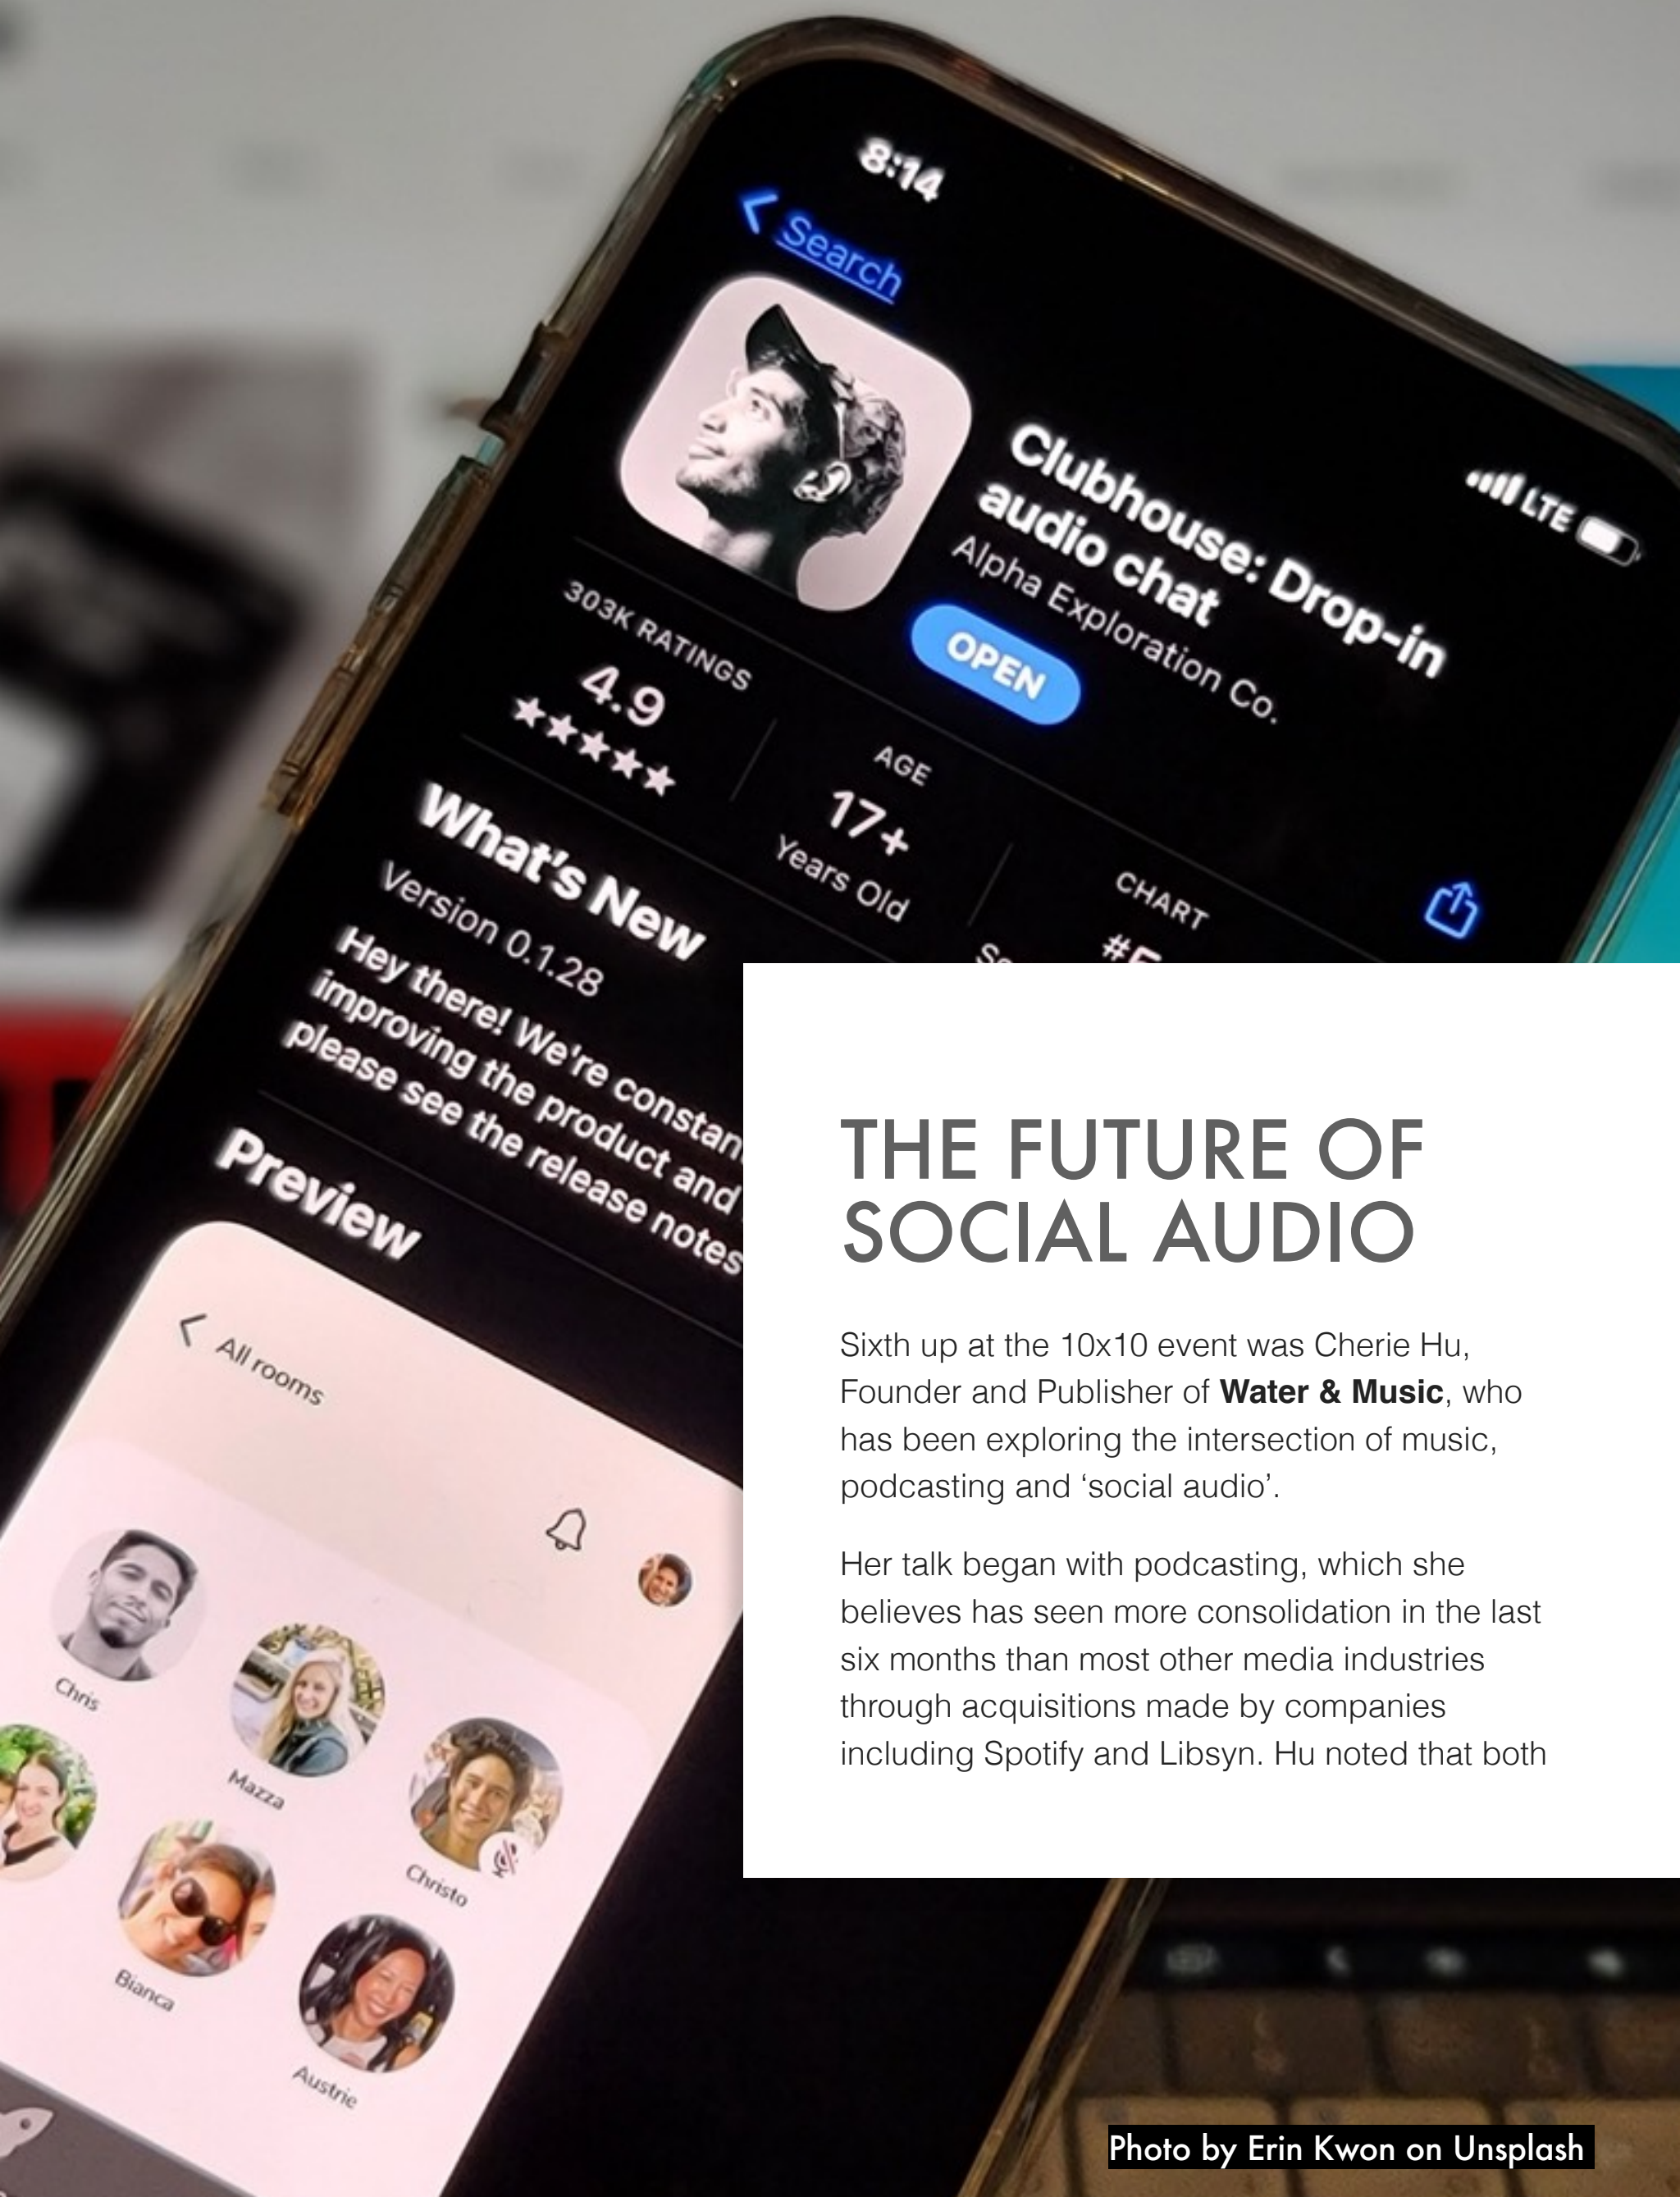 8:14
Search
LTE
Clubhouse: Drop-in
audio chat
Alpha Exploration Co.
OPEN
303K RATINGS
4.9
AGE
17+
Years Old
CHART
What's New
Version 0.1.28
Hey there! We're constan
improving the product and
please see the release notes
Preview
All rooms
Chris
Mazza
Christo
Bianca
Austrie
THE FUTURE OF
SOCIAL AUDIO
Sixth up at the 10x10 event was Cherie Hu,
Founder and Publisher of Water & Music, who
has been exploring the intersection of music,
podcasting and ‘social audio’.
Her talk began with podcasting, which she
believes has seen more consolidation in the last
six months than most other media industries
through acquisitions made by companies
including Spotify and Libsyn. Hu noted that both
Photo by Erin Kwon on Unsplash